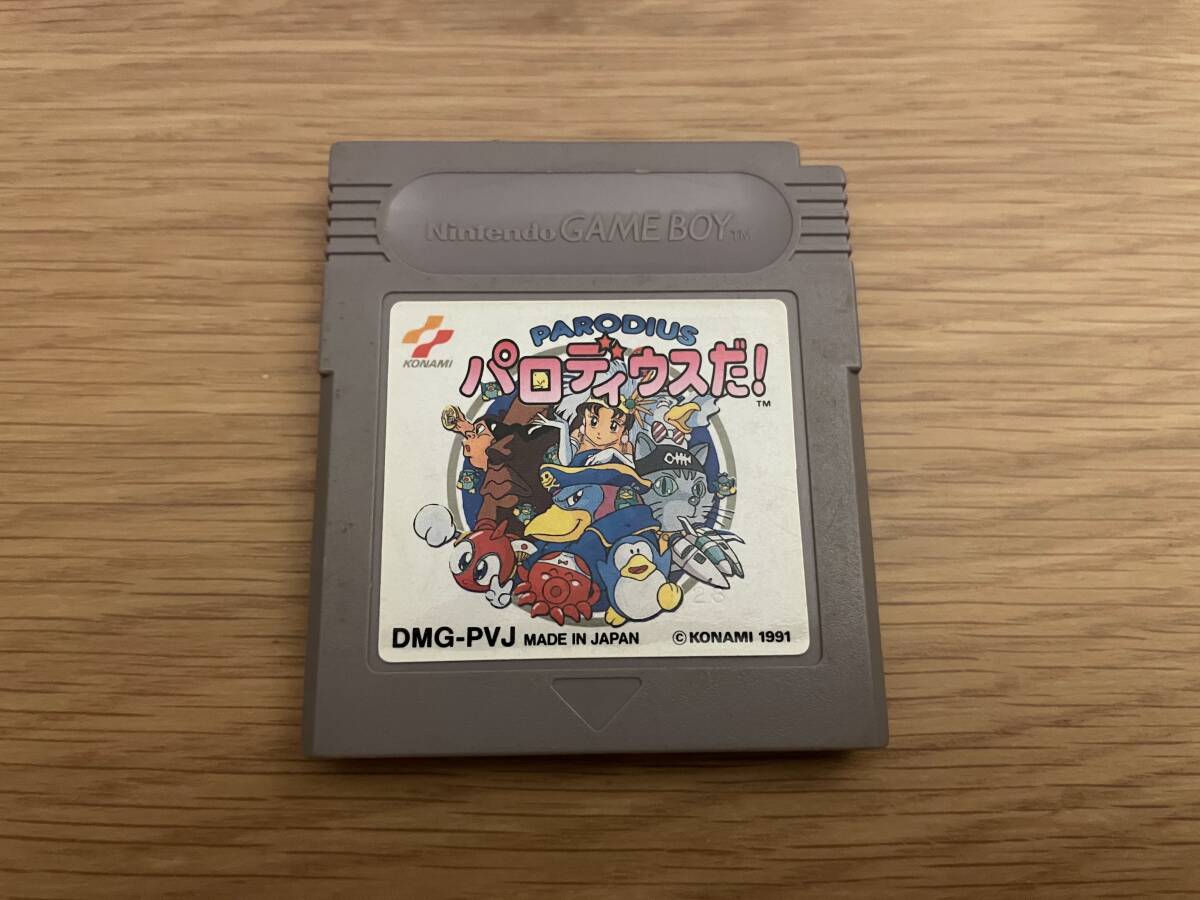 Nintendo GAME BOY TM
KONAMI
PARODIUS
パロディウスだ!
TM
28
DMG-PVJ MADE IN JAPAN © KONAMI 1991